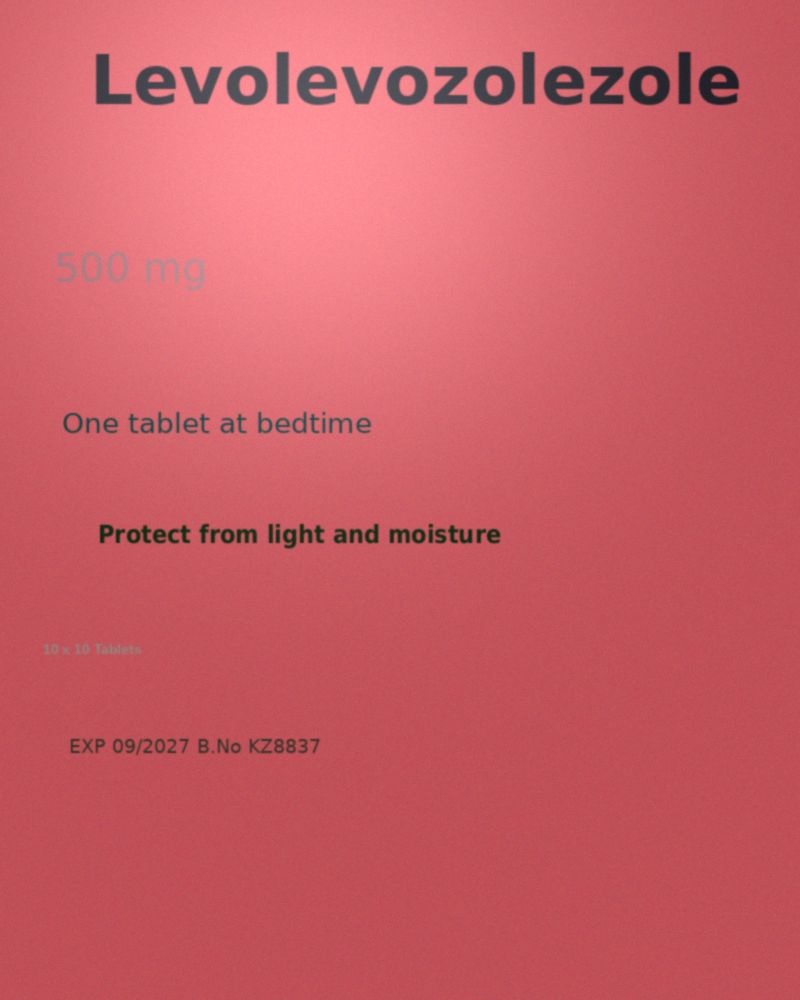 Levolevozolezole
500 mg
One tablet at bedtime
Protect from light and moisture
10 x 10 Tablets
EXP 09/2027 B.No KZ8837